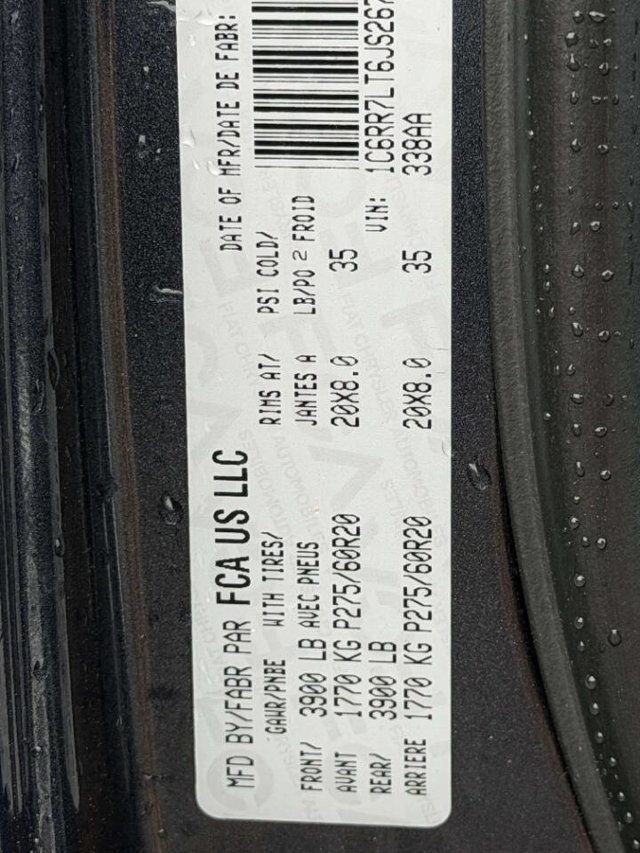 MFD BY/FABR PAR FCA US LLC DATE OF MFR/DATE DE FABR:
GAWR/PNBE WITH TIRES/ RIMS AT/ PSI COLD/
FRONT/ 3900 LB AVEC PNEUS JANTES A LB/PO 2 FROID
AVANT 1770 KG P275/60R20 20X8.0 35
REAR/ 3900 LB VIN: 1C6RR7LT6JS267
ARRIERE 1770 KG P275/60R20 20X8.0 35 338AA